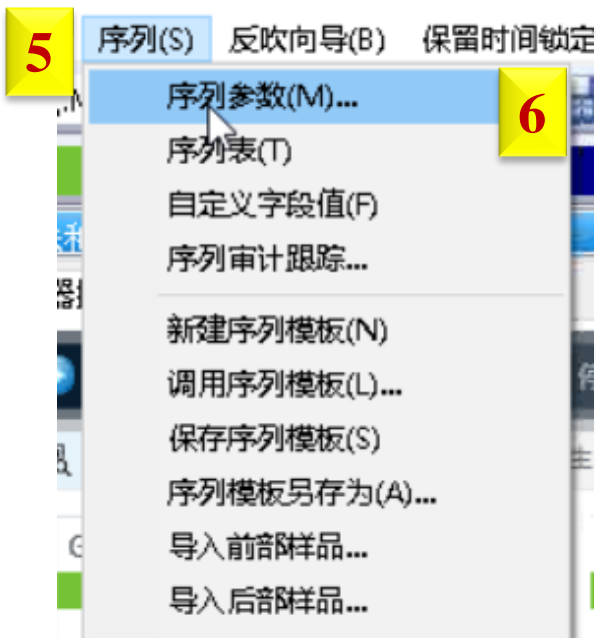 5
序列(S) 反吹向导(B) 保留时间锁定
序列参数(M)...
6
序列表(T)
自定义字段值(F)
序列审计跟踪...
新建序列模板(N)
调用序列模板(L)...
保存序列模板(S)
序列模板另存为(A)...
导入前部样品...
导入后部样品...